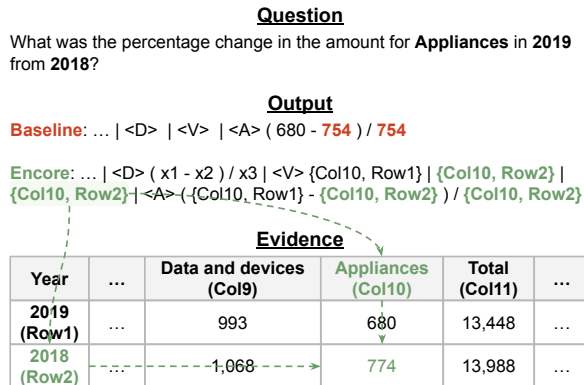 Question
What was the percentage change in the amount for Appliances in 2019
from 2018?
Output
Baseline: … | <D> | <V> | <A> ( 680 - 754 ) / 754
Encore: … | <D> ( x1 - x2 ) / x3 | <V> {Col10, Row1} | {Col10, Row2} |
{Col10, Row2} | <A> ( {Col10, Row1} - {Col10, Row2} ) / {Col10, Row2}
Evidence
Year … Data and devices (Col9) Appliances (Col10) Total (Col11) …
2019 (Row1) … 993 680 13,448 …
2018 (Row2) … 1,068 774 13,988 …